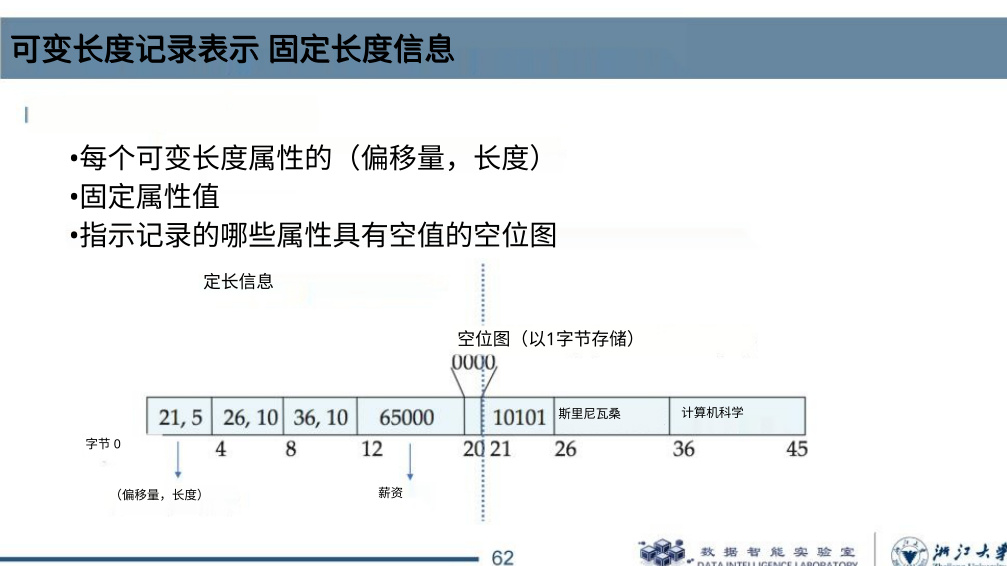 可变长度记录表示 固定长度信息
•每个可变长度属性的（偏移量，长度）
•固定属性值
•指示记录的哪些属性具有空值的空位图
定长信息
空位图（以1字节存储）
0000
21, 5 26, 10 36, 10 65000 10101 斯里尼瓦桑 计算机科学
字节 0 4 8 12 20 21 26 36 45
（偏移量，长度） 薪资
62
数据智能实验室
DATA INTELLIGENCE LABORATORY
浙江大学